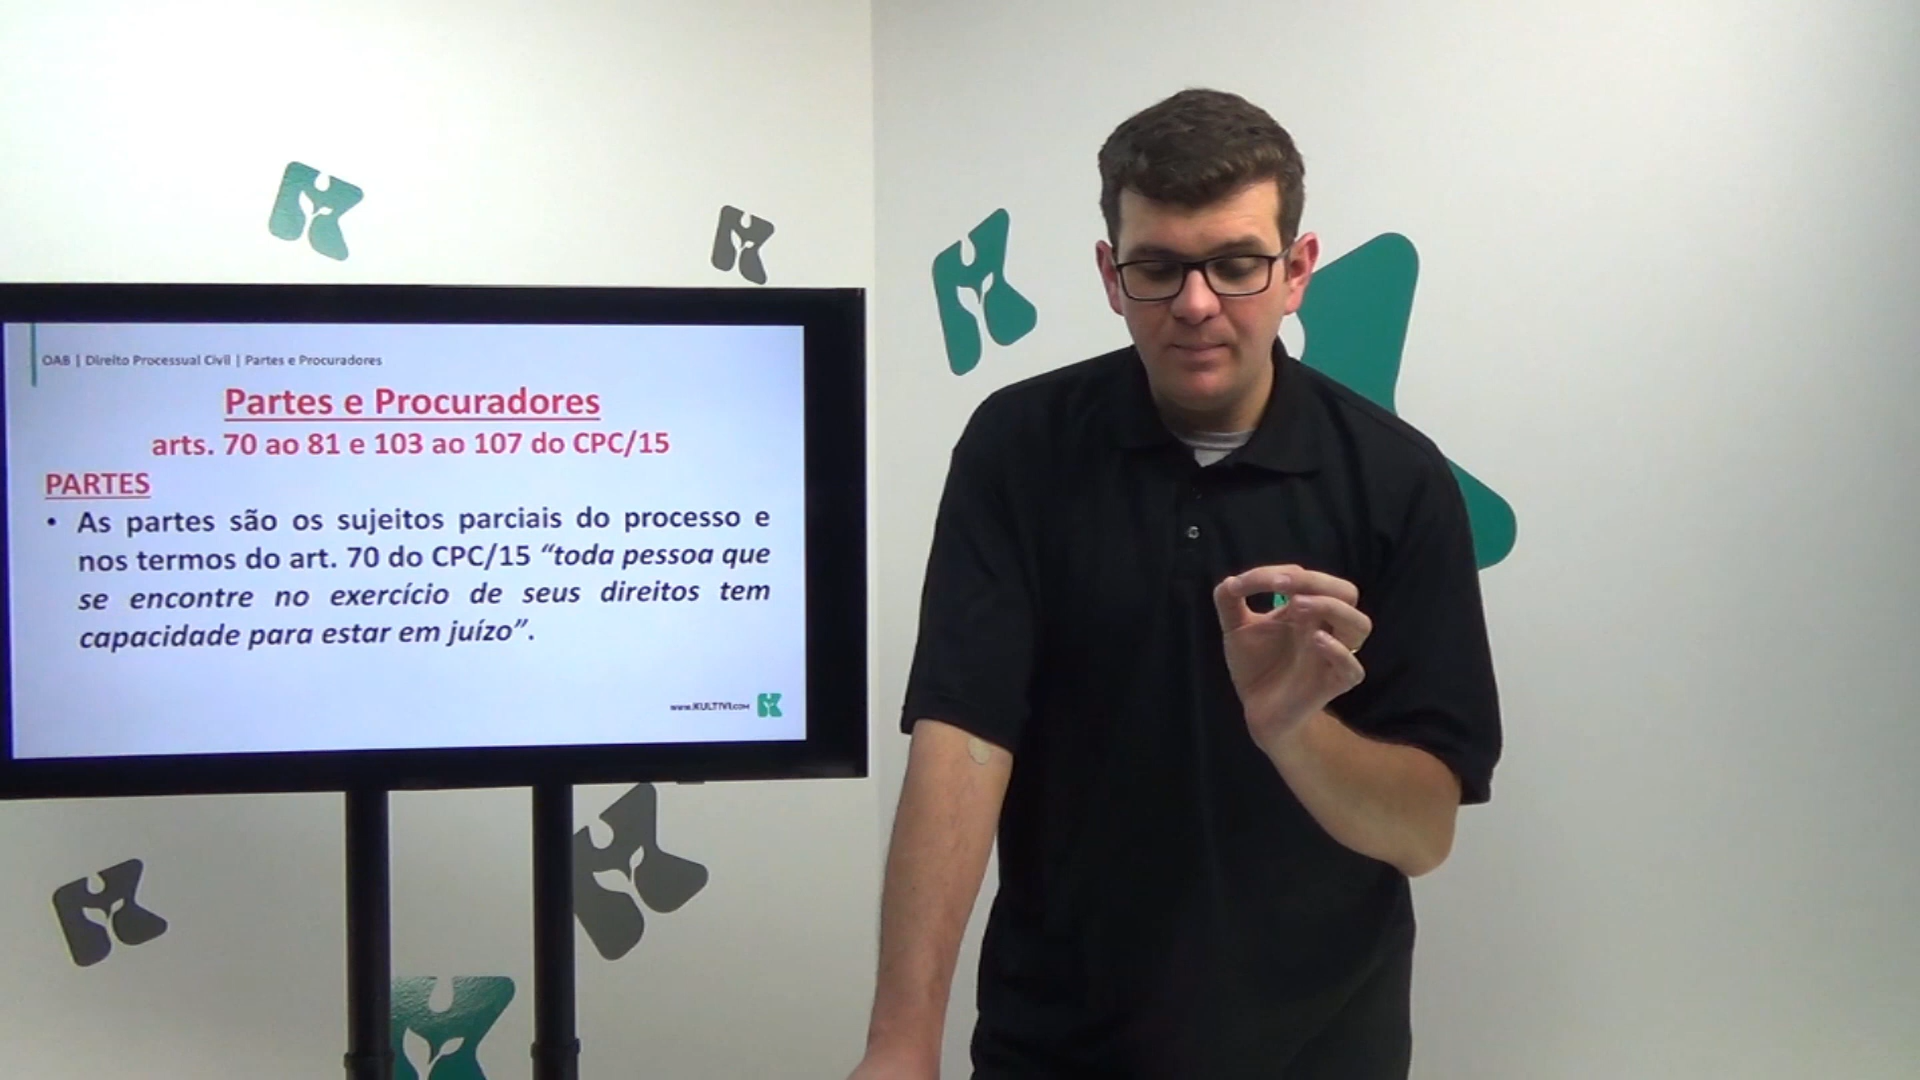 OAB | Direito Processual Civil | Partes e Procuradores
Partes e Procuradores
arts. 70 ao 81 e 103 ao 107 do CPC/15
PARTES
• As partes são os sujeitos parciais do processo e
nos termos do art. 70 do CPC/15 “toda pessoa que
se encontre no exercício de seus direitos tem
capacidade para estar em juízo”.
www.KULTIVI.COM